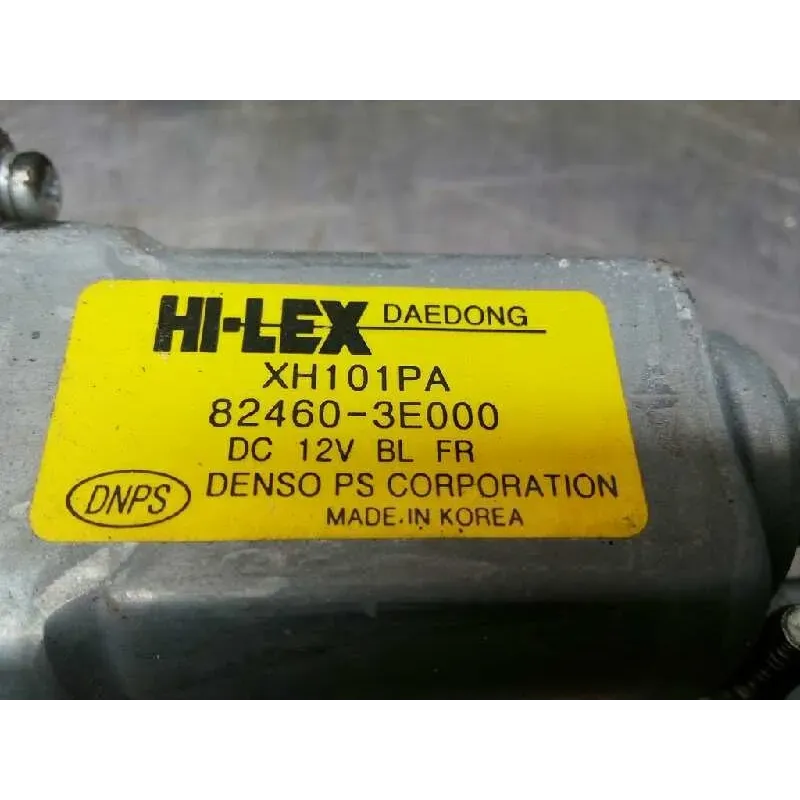 HI-LEX DAEDONG
XH101PA
82460-3E000
DC 12V BL FR
DNPS DENSO PS CORPORATION
MADE IN KOREA